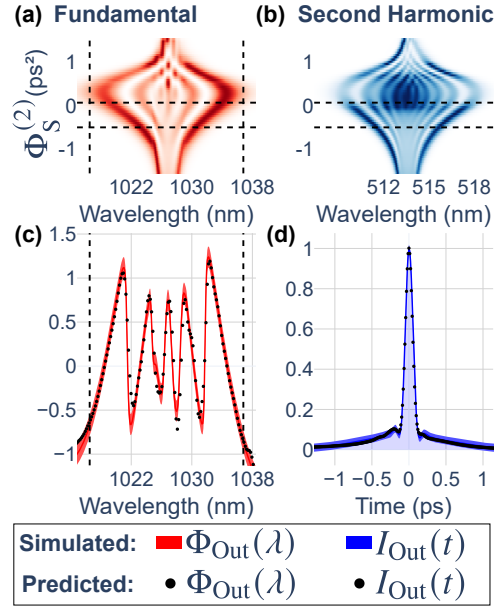 (a) Fundamental (b) Second Harmonic
Φ_S^(2) (ps²)
1
0
-1
1
0
-1
1022 1030 1038 512 515 518
Wavelength (nm) Wavelength (nm)
(c) (d)
1.5
1
0.5
0
−0.5
−1
1
0.8
0.6
0.4
0.2
0
1022 1030 1038 −1 −0.5 0 0.5 1
Wavelength (nm) Time (ps)
Simulated: Φ_Out(λ) I_Out(t)
Predicted: Φ_Out(λ) I_Out(t)